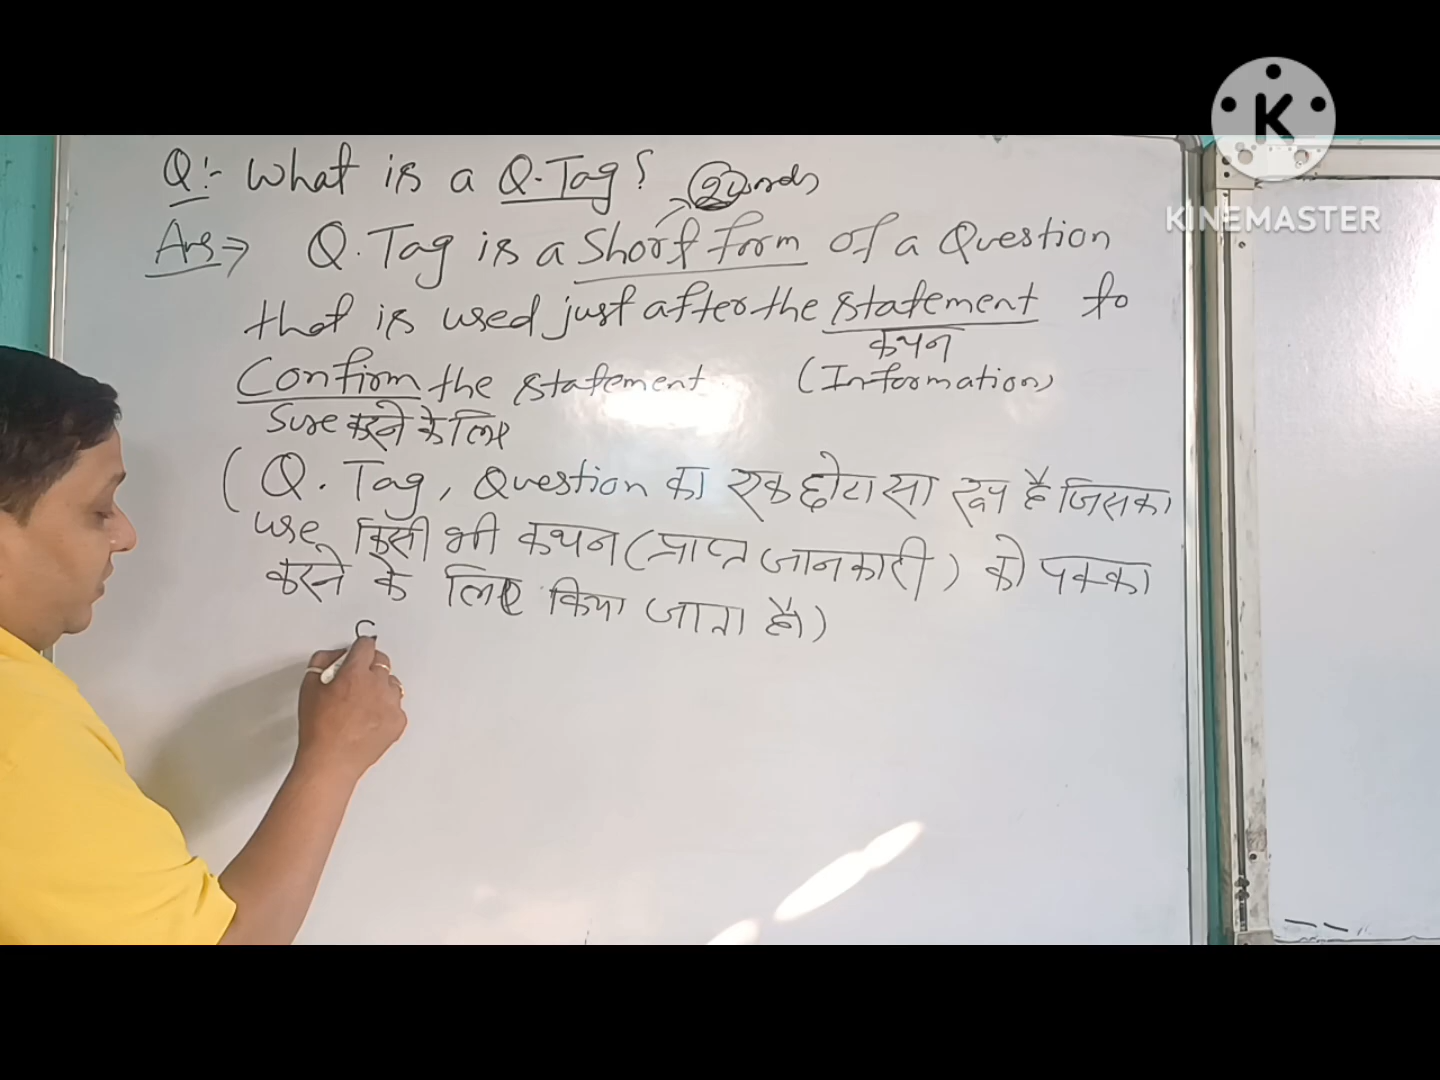 Q:- What is a Q.Tag? 2 words
Ans→ Q.Tag is a Short form of a Question
that is used just after the statement to
कथन
Confirm the statement. (Information)
Sure करने के लिए
(Q. Tag, Question का एक छोटा सा रूप है जिसका
use किसी भी कथन (प्राप्त जानकारी) को पक्का
करने के लिए किया जाता है।)
K
KINEMASTER